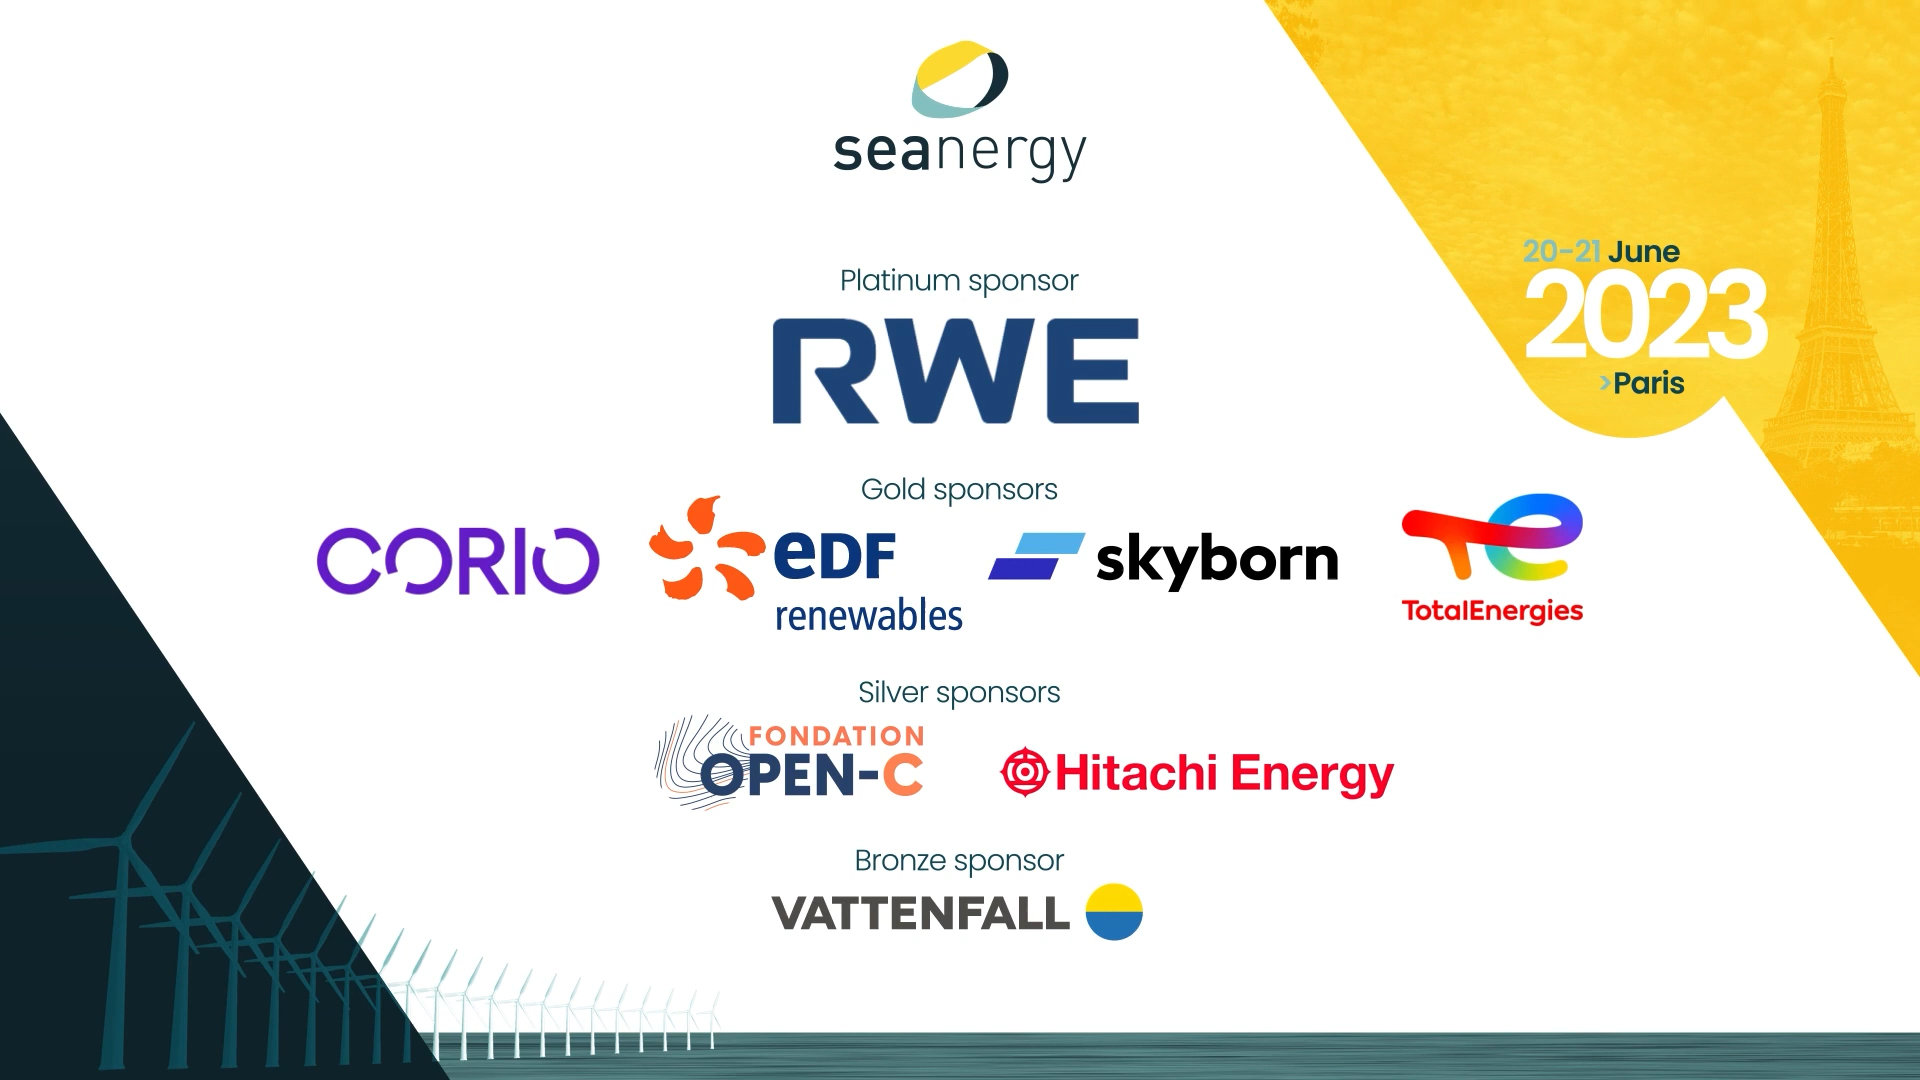 seanergy
20-21 June
2023
>Paris
Platinum sponsor
RWE
Gold sponsors
CORIO
eDF
renewables
skyborn
TotalEnergies
Silver sponsors
FONDATION
OPEN-C
Hitachi Energy
Bronze sponsor
VATTENFALL